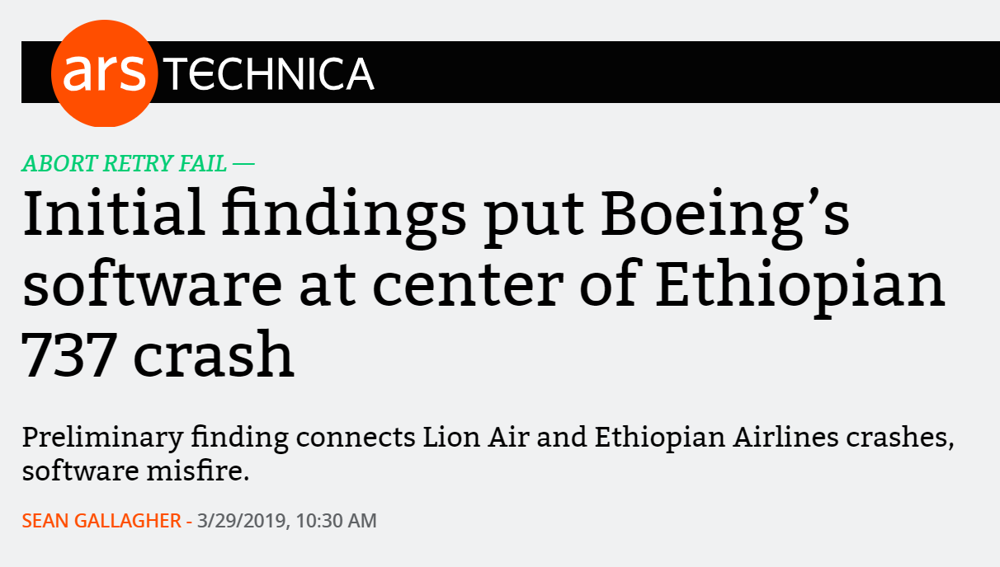 ars TECHNICA
ABORT RETRY FAIL —
Initial findings put Boeing’s
software at center of Ethiopian
737 crash
Preliminary finding connects Lion Air and Ethiopian Airlines crashes,
software misfire.
SEAN GALLAGHER - 3/29/2019, 10:30 AM